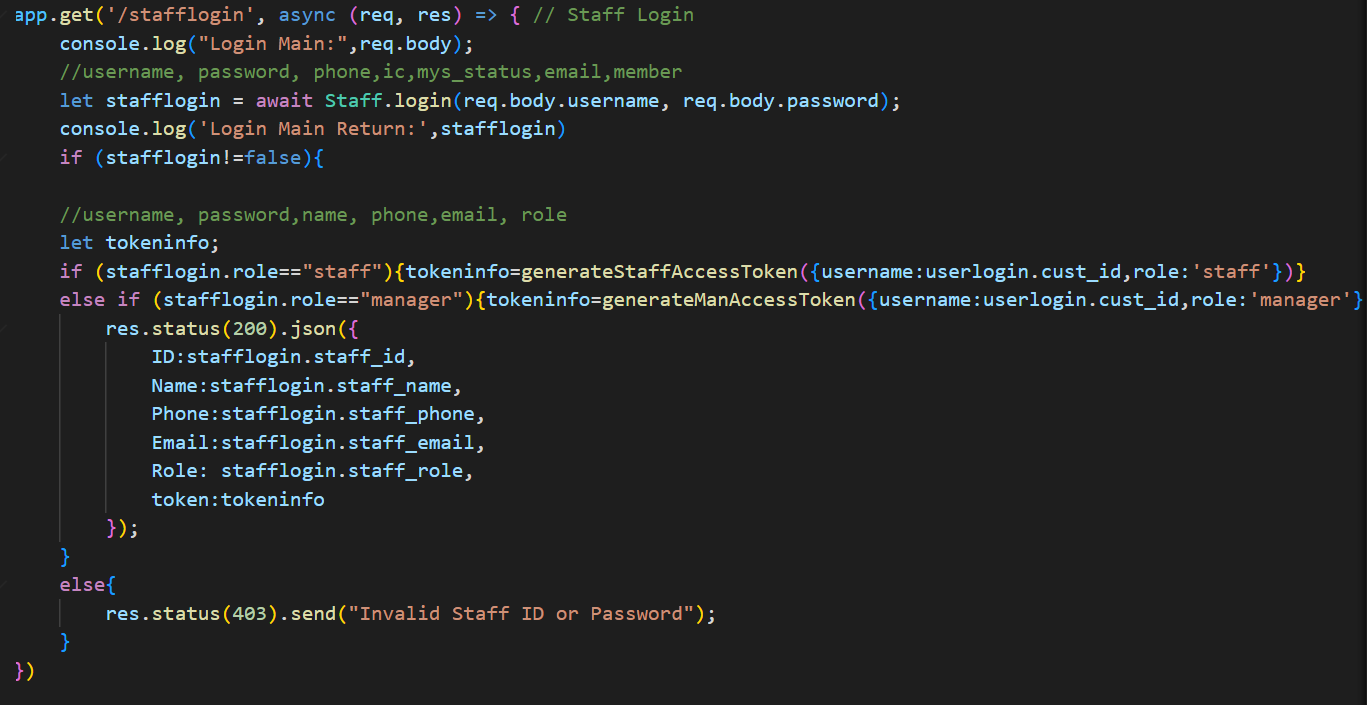 app.get('/stafflogin', async (req, res) => { // Staff Login
console.log("Login Main:",req.body);
//username, password, phone,ic,mys_status,email,member
let stafflogin = await Staff.login(req.body.username, req.body.password);
console.log('Login Main Return:',stafflogin)
if (stafflogin!=false){
//username, password,name, phone,email, role
let tokeninfo;
if (stafflogin.role=="staff"){tokeninfo=generateStaffAccessToken({username:userlogin.cust_id,role:'staff'})}
else if (stafflogin.role=="manager"){tokeninfo=generateManAccessToken({username:userlogin.cust_id,role:'manager'}
res.status(200).json({
ID:stafflogin.staff_id,
Name:stafflogin.staff_name,
Phone:stafflogin.staff_phone,
Email:stafflogin.staff_email,
Role: stafflogin.staff_role,
token:tokeninfo
});
}
else{
res.status(403).send("Invalid Staff ID or Password");
}
})